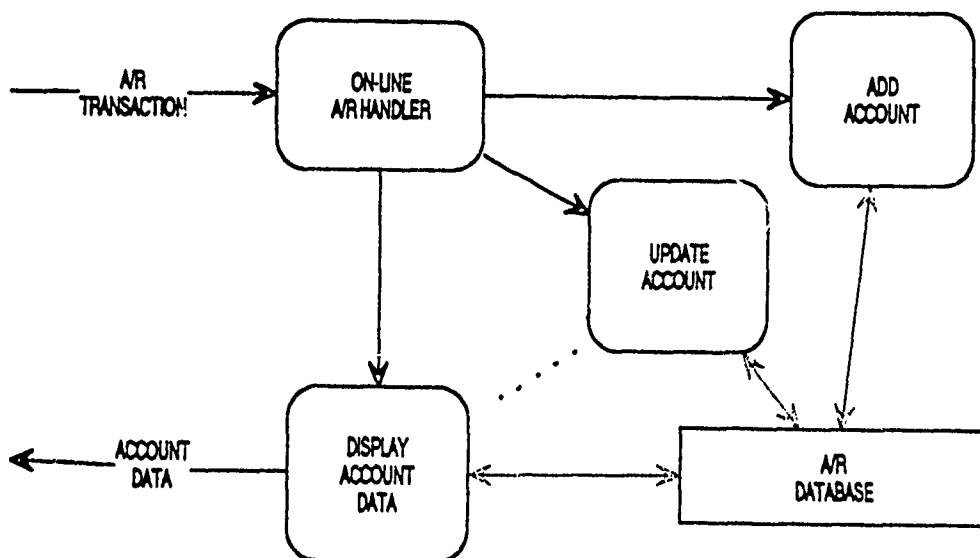 A/R
TRANSACTION
ON-LINE
A/R HANDLER
ADD
ACCOUNT
UPDATE
ACCOUNT
ACCOUNT
DATA
DISPLAY
ACCOUNT
DATA
A/R
DATABASE